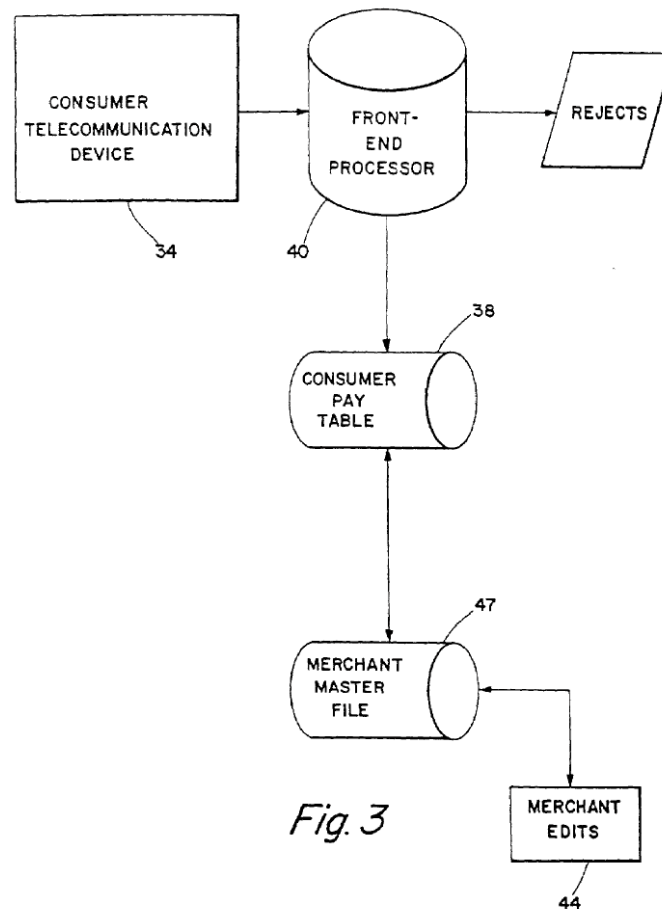 CONSUMER
TELECOMMUNICATION
DEVICE
34
FRONT-
END
PROCESSOR
40
REJECTS
38
CONSUMER
PAY
TABLE
47
MERCHANT
MASTER
FILE
Fig. 3
MERCHANT
EDITS
44